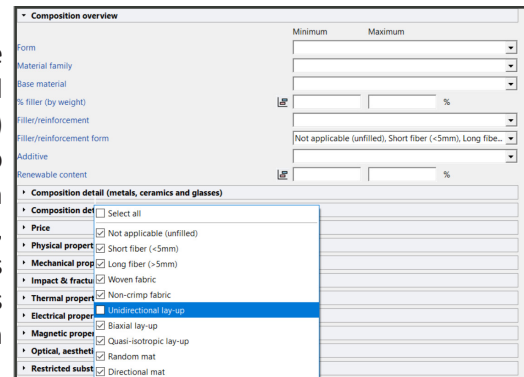 Composition overview
Minimum Maximum
Form
Material family
Base material
% filler (by weight) %
Filler/reinforcement
Filler/reinforcement form Not applicable (unfilled), Short fiber (<5mm), Long fibe...
Additive
Renewable content %
Composition detail (metals, ceramics and glasses)
Composition det
Select all
Price
Not applicable (unfilled)
Physical propert
Short fiber (<5mm)
Mechanical prop
Long fiber (>5mm)
Impact & fractu
Woven fabric
Thermal propert
Non-crimp fabric
Electrical proper
Unidirectional lay-up
Magnetic proper
Biaxial lay-up
Optical, aestheti
Quasi-isotropic lay-up
Restricted subst
Random mat
Directional mat